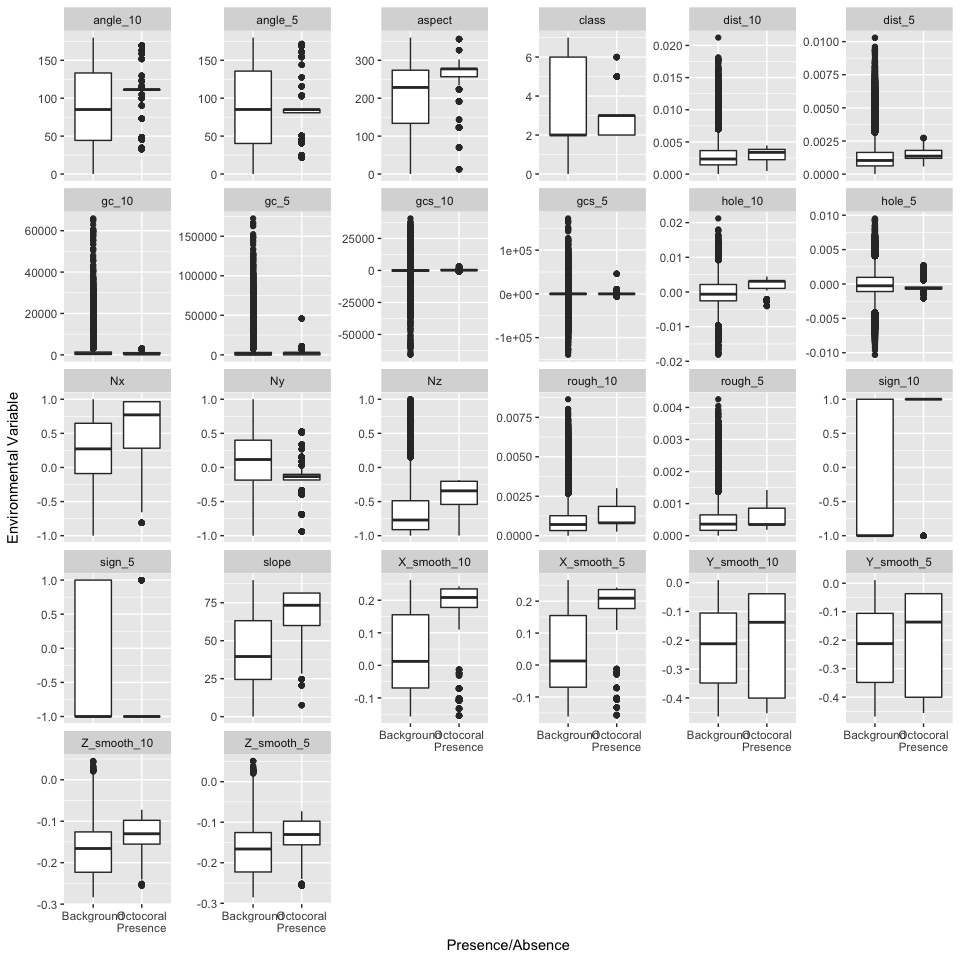 angle_10 angle_5 aspect class dist_10 dist_5
150 100 50 0
150 100 50 0
300 200 100 0
6 4 2 0
0.020 0.015 0.010 0.005 0.000
0.0100 0.0075 0.0050 0.0025 0.0000
gc_10 gc_5 gcs_10 gcs_5 hole_10 hole_5
60000 40000 20000 0
150000 100000 50000 0
25000 0 -25000 -50000
1e+05 0e+00 -1e+05
0.02 0.01 0.00 -0.01 -0.02
0.010 0.005 0.000 -0.005 -0.010
Environmental Variable
Nx Ny Nz rough_10 rough_5 sign_10
1.0 0.5 0.0 -0.5 -1.0
1.0 0.5 0.0 -0.5 -1.0
1.0 0.5 0.0 -0.5 -1.0
0.0075 0.0050 0.0025 0.0000
0.004 0.003 0.002 0.001 0.000
1.0 0.5 0.0 -0.5 -1.0
sign_5 slope X_smooth_10 X_smooth_5 Y_smooth_10 Y_smooth_5
1.0 0.5 0.0 -0.5 -1.0
75 50 25 0
0.2 0.1 0.0 -0.1
0.2 0.1 0.0 -0.1
0.0 -0.1 -0.2 -0.3 -0.4
0.0 -0.1 -0.2 -0.3 -0.4
Background Octocoral Background Octocoral Background Octocoral Background Octocoral
Presence Presence Presence Presence
Z_smooth_10 Z_smooth_5
0.0 -0.1 -0.2 -0.3
0.0 -0.1 -0.2 -0.3
Background Octocoral Background Octocoral
Presence Presence
Presence/Absence